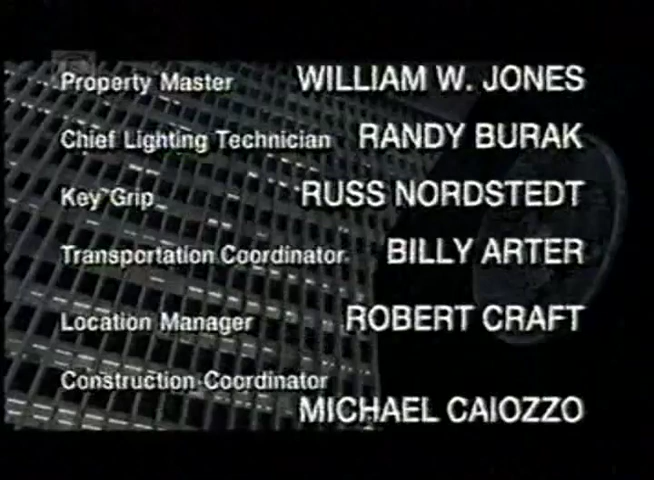 Property Master WILLIAM W. JONES
Chief Lighting Technician RANDY BURAK
Key Grip RUSS NORDSTEDT
Transportation Coordinator BILLY ARTER
Location Manager ROBERT CRAFT
Construction Coordinator
MICHAEL CAIOZZO